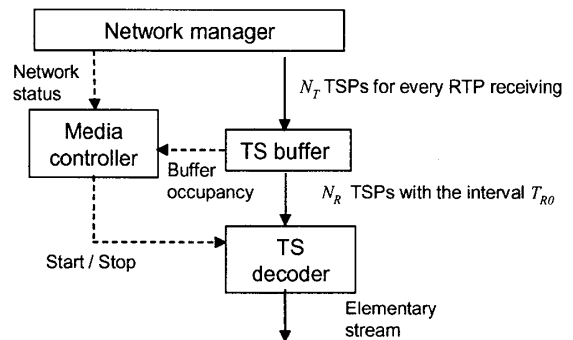 Network manager
Network
status
N_T TSPs for every RTP receiving
Media
controller
TS buffer
Buffer
occupancy
N_R TSPs with the interval T_R0
Start / Stop
TS
decoder
Elementary
stream